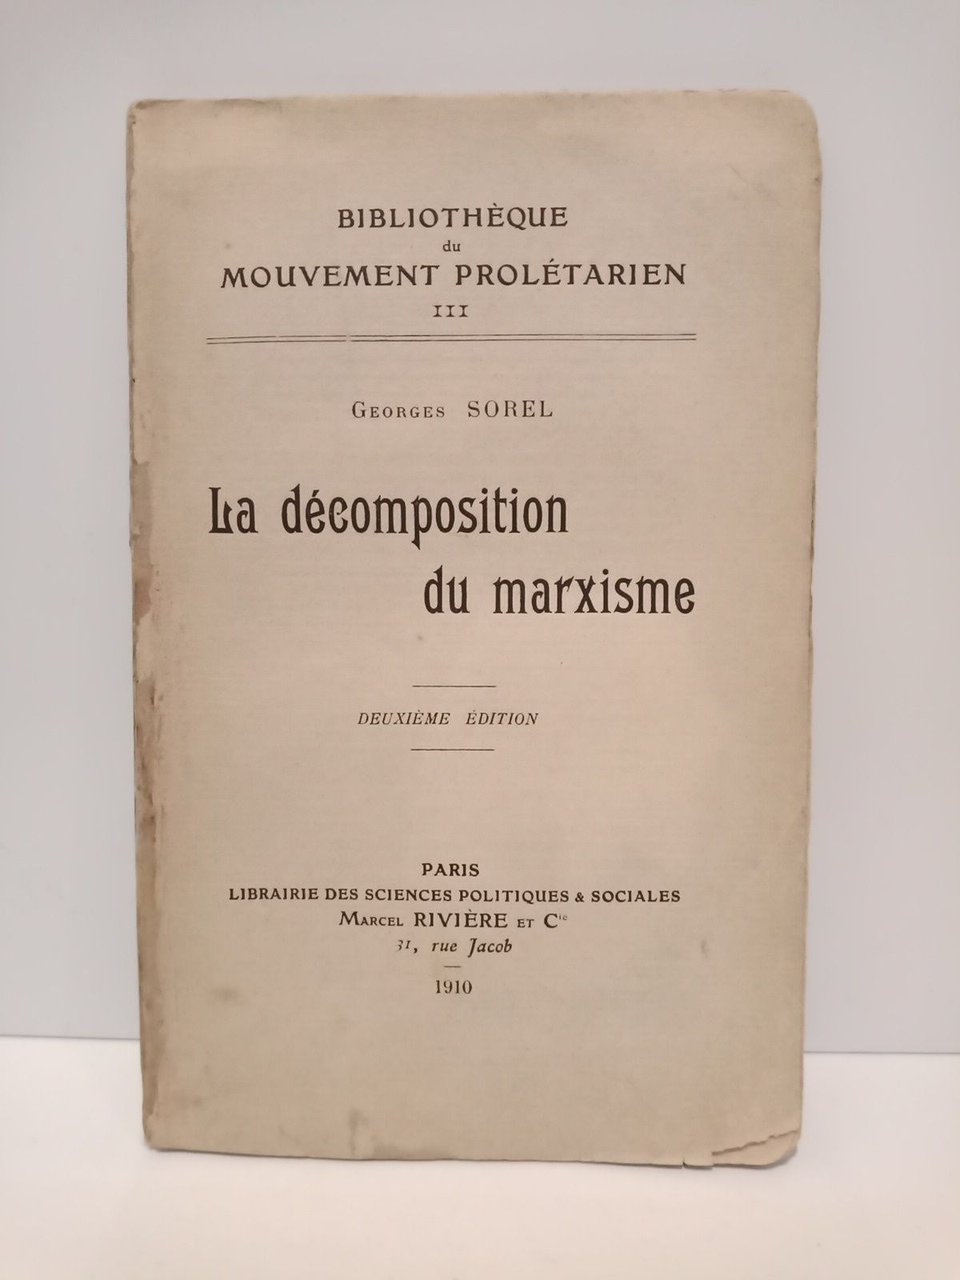 BIBLIOTHÈQUE
du
MOUVEMENT PROLÉTARIEN
III
Georges SOREL
La décomposition
du marxisme
DEUXIÈME ÉDITION
PARIS
LIBRAIRIE DES SCIENCES POLITIQUES & SOCIALES
Marcel RIVIÈRE et Cie
31, rue Jacob
1910